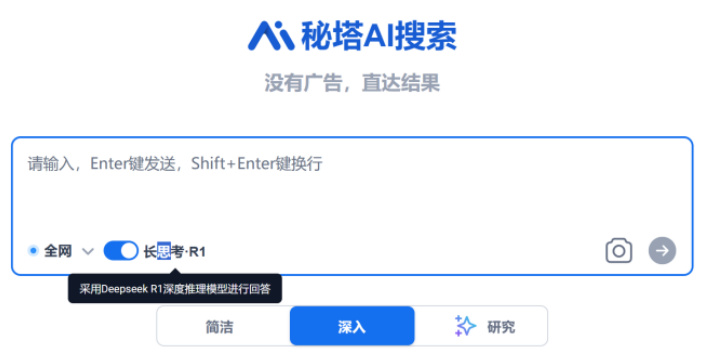 秘塔AI搜索
没有广告，直达结果
请输入，Enter键发送，Shift+Enter键换行
全网 长思考·R1
采用Deepseek R1深度推理模型进行回答
简洁 深入 研究